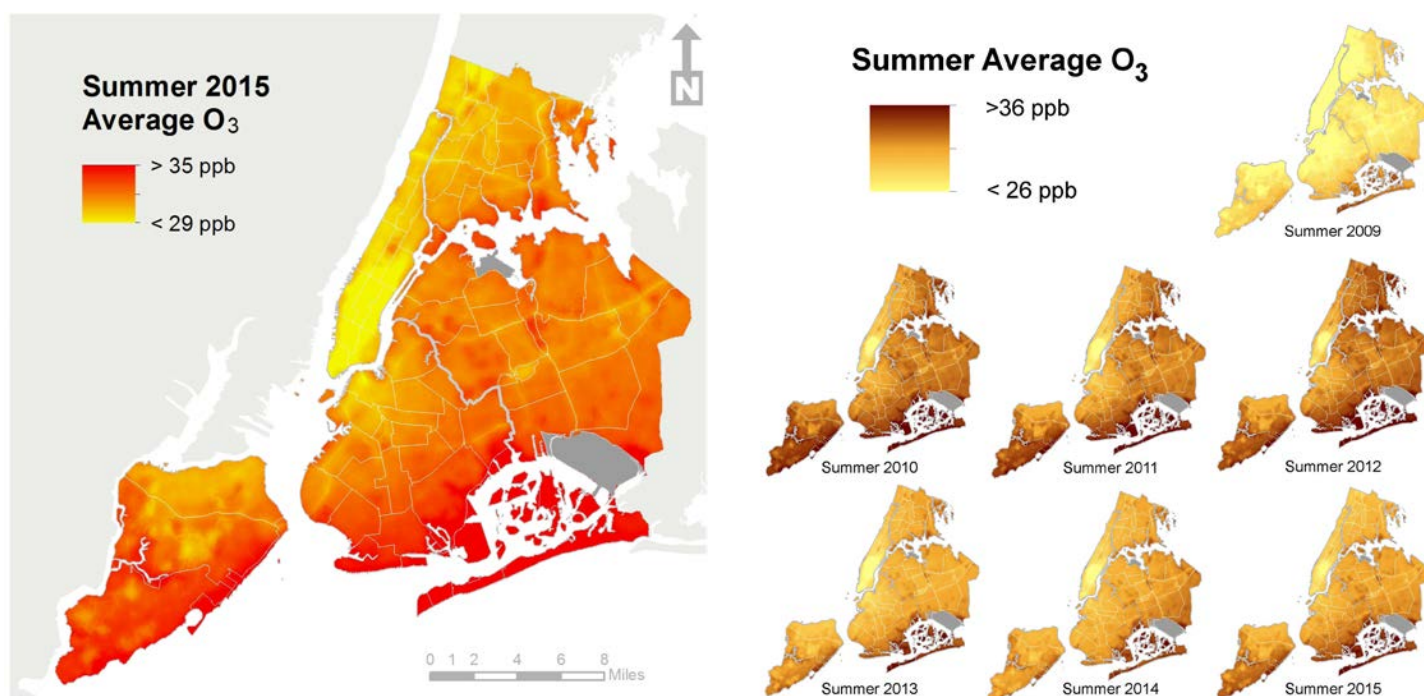 Summer 2015
Average O₃
> 35 ppb
< 29 ppb
N
0 1 2 4 6 8
Miles
Summer Average O₃
>36 ppb
< 26 ppb
Summer 2009
Summer 2010
Summer 2011
Summer 2012
Summer 2013
Summer 2014
Summer 2015